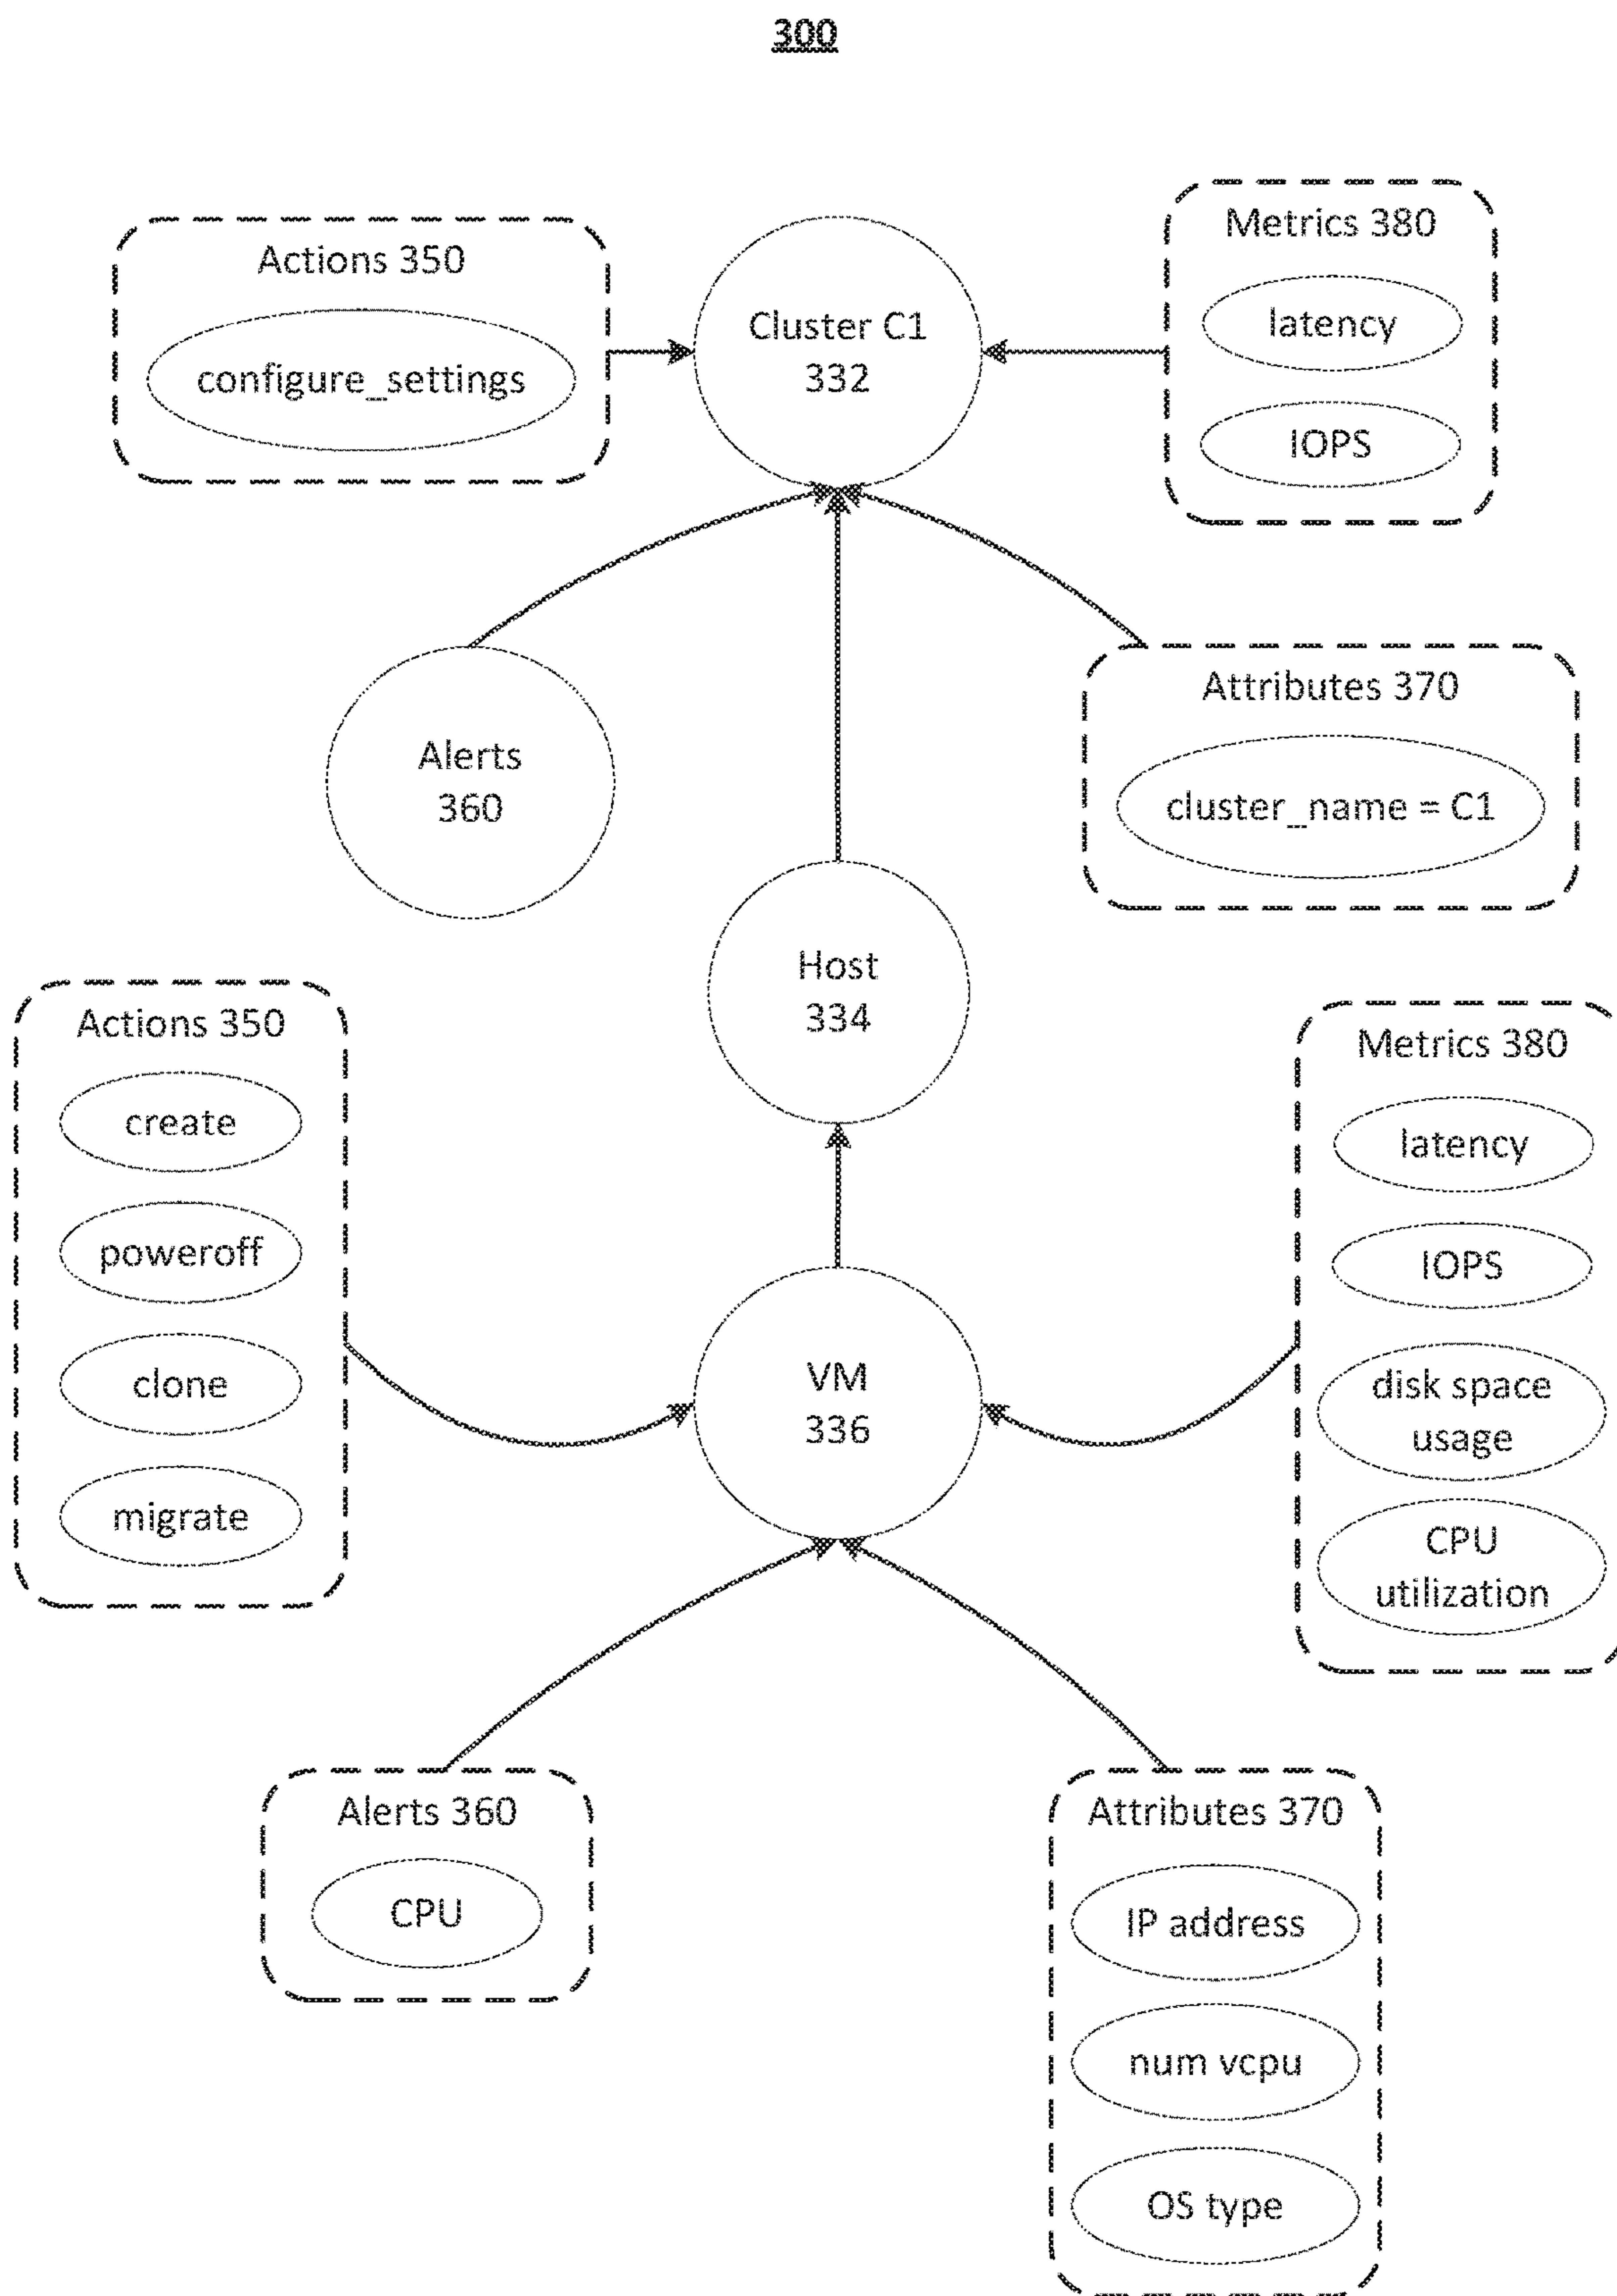 300
Actions 350
configure_settings
Cluster C1
332
Metrics 380
latency
IOPS
Alerts
360
Attributes 370
cluster_name = C1
Host
334
Actions 350
create
poweroff
clone
migrate
Metrics 380
latency
IOPS
disk space
usage
CPU
utilization
VM
336
Alerts 360
CPU
Attributes 370
IP address
num vcpu
OS type